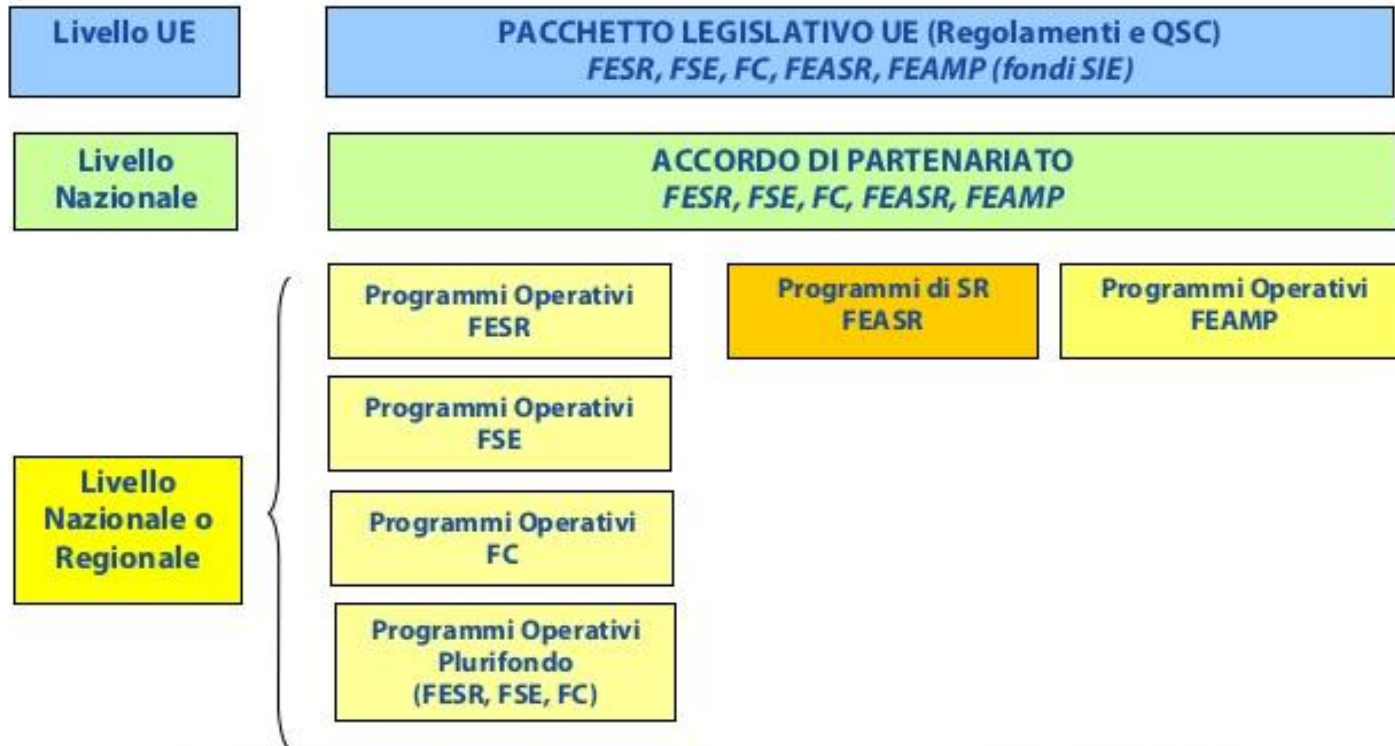 Livello UE
PACCHETTO LEGISLATIVO UE (Regolamenti e QSC)
FESR, FSE, FC, FEASR, FEAMP (fondi SIE)
Livello
Nazionale
ACCORDO DI PARTENARIATO
FESR, FSE, FC, FEASR, FEAMP
Livello
Nazionale o
Regionale
Programmi Operativi
FESR
Programmi di SR
FEASR
Programmi Operativi
FEAMP
Programmi Operativi
FSE
Programmi Operativi
FC
Programmi Operativi
Plurifondo
(FESR, FSE, FC)